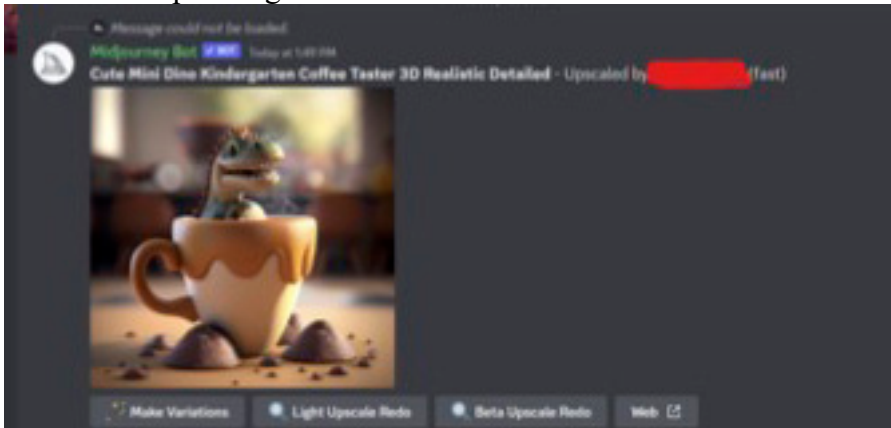 Message could not be loaded.
Midjourney Bot ✓ BOT Today at 1:49 PM
Cute Mini Dino Kindergarten Coffee Taster 3D Realistic Detailed - Upscaled by (fast)
Make Variations
Light Upscale Redo
Beta Upscale Redo
Web